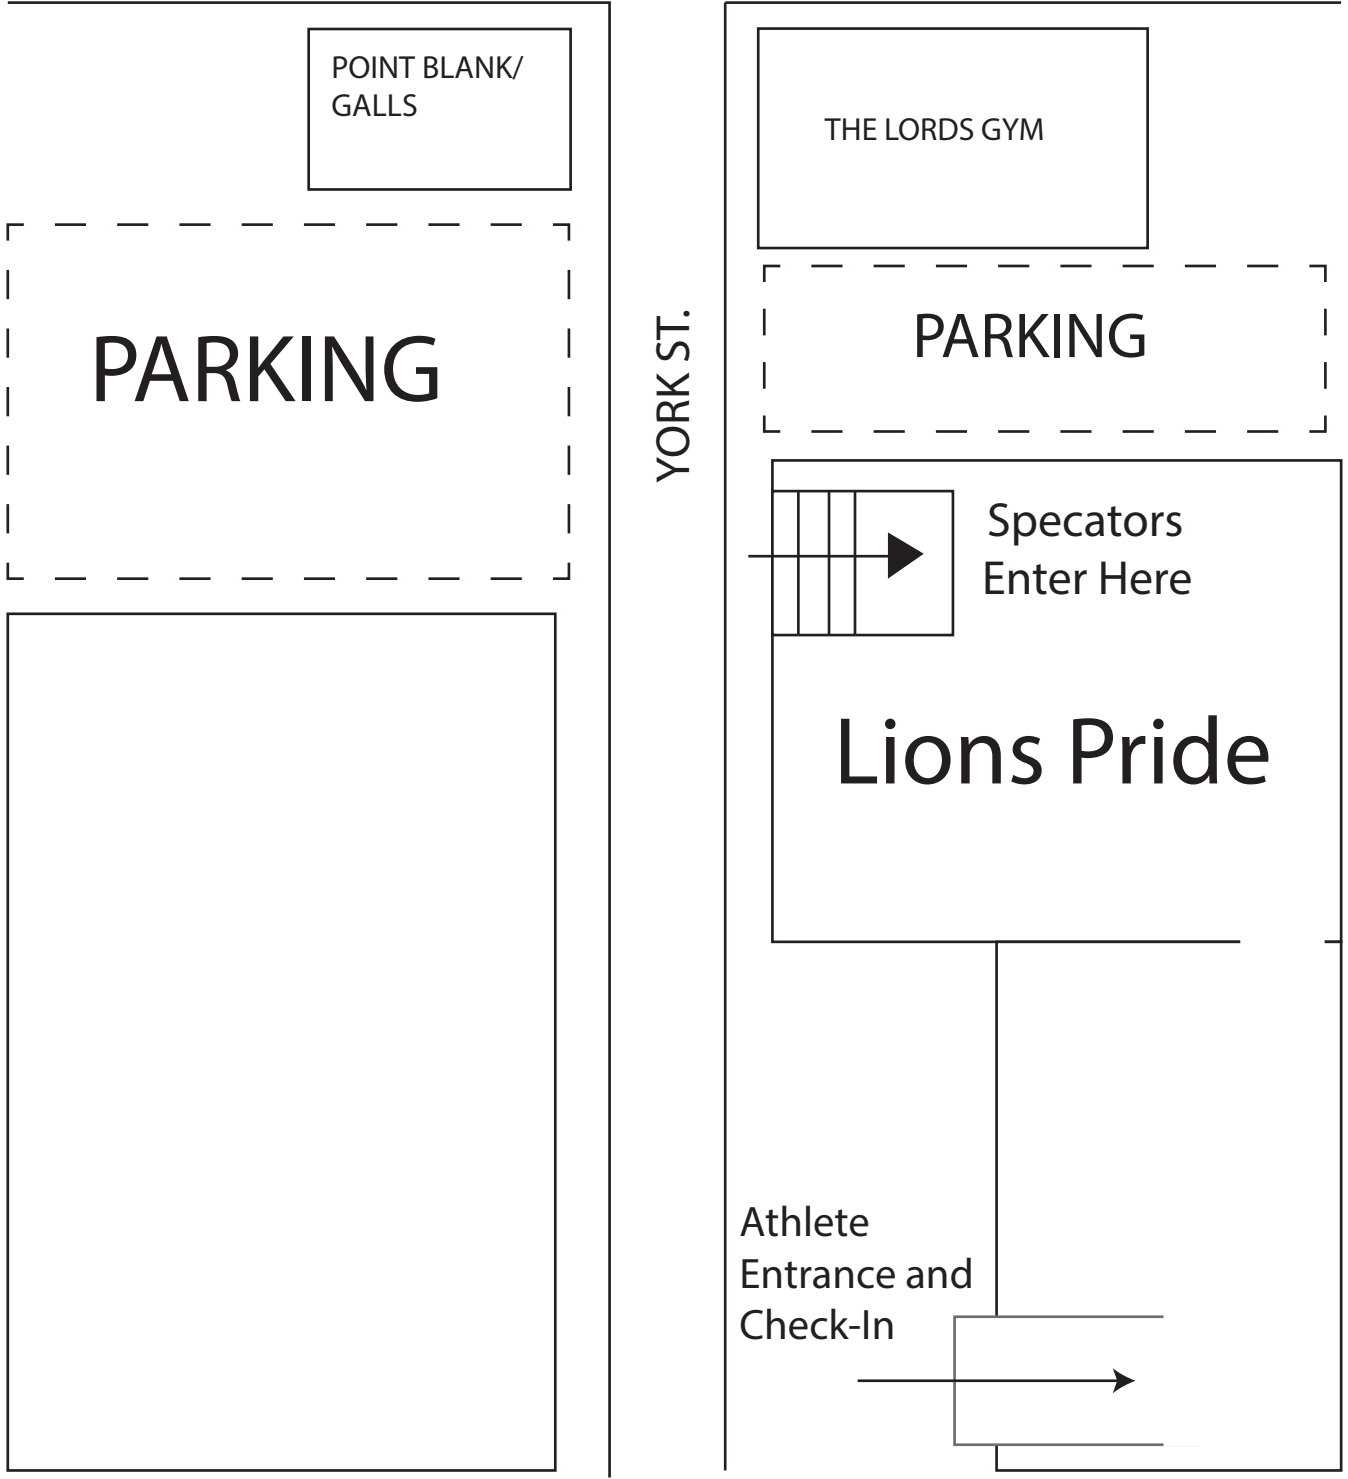 POINT BLANK/
GALLS
THE LORDS GYM
PARKING
PARKING
YORK ST.
Specators
Enter Here
Lions Pride
Athlete
Entrance and
Check-In